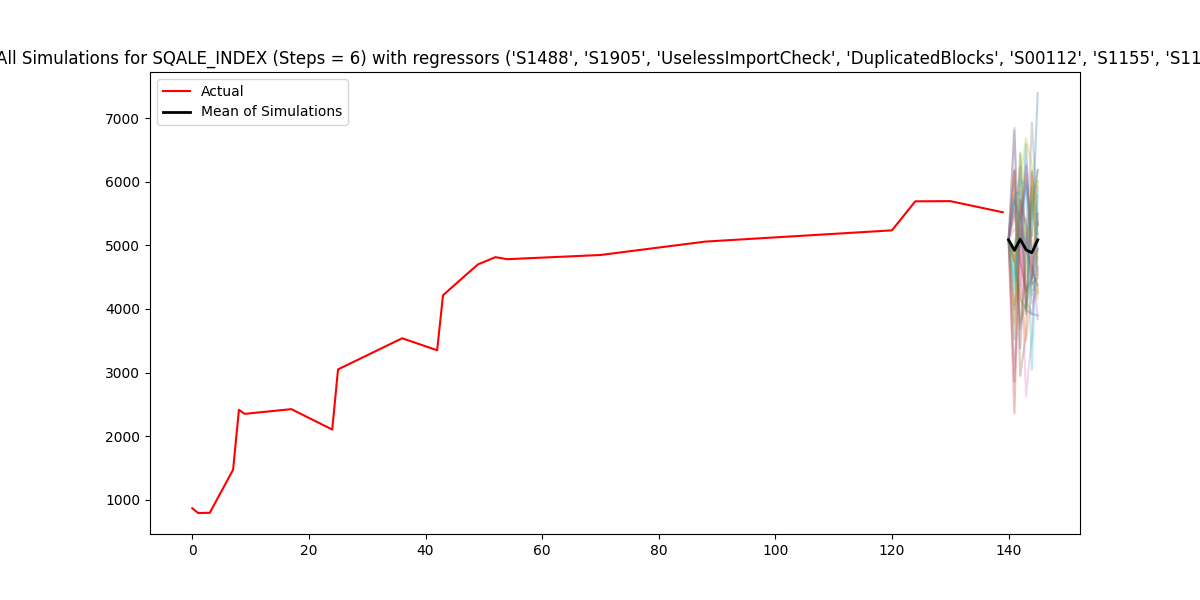 All Simulations for SQALE_INDEX (Steps = 6) with regressors ('S1488', 'S1905', 'UselessImportCheck', 'DuplicatedBlocks', 'S00112', 'S1155', 'S11
Actual
Mean of Simulations
7000
6000
5000
4000
3000
2000
1000
0 20 40 60 80 100 120 140